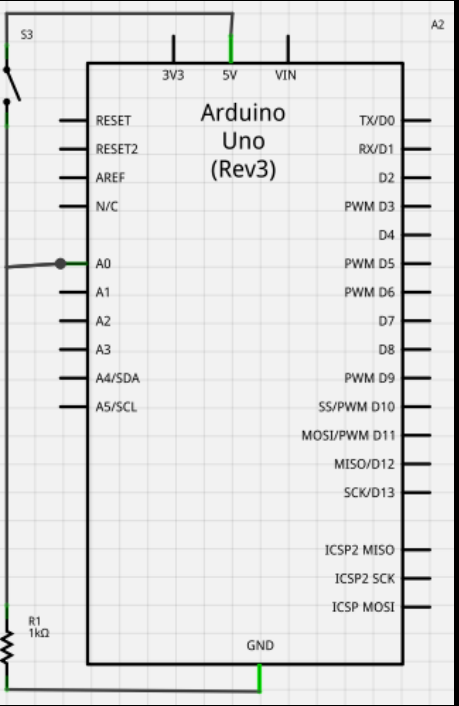 S3
A2
3V3
5V
VIN
Arduino
Uno
(Rev3)
RESET
RESET2
AREF
N/C
A0
A1
A2
A3
A4/SDA
A5/SCL
TX/D0
RX/D1
D2
PWM D3
D4
PWM D5
PWM D6
D7
D8
PWM D9
SS/PWM D10
MOSI/PWM D11
MISO/D12
SCK/D13
ICSP2 MISO
ICSP2 SCK
ICSP MOSI
R1
1kΩ
GND